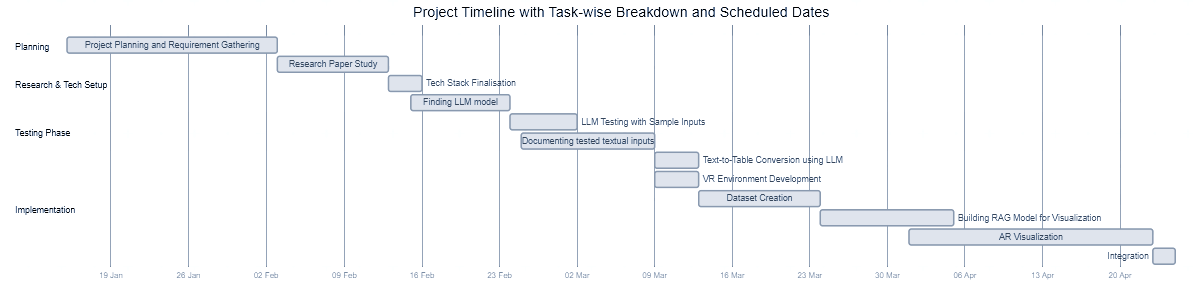 Project Timeline with Task-wise Breakdown and Scheduled Dates
Planning
Project Planning and Requirement Gathering
Research Paper Study
Research & Tech Setup
Tech Stack Finalisation
Finding LLM model
LLM Testing with Sample Inputs
Testing Phase
Documenting tested textual inputs
Text-to-Table Conversion using LLM
VR Environment Development
Dataset Creation
Implementation
Building RAG Model for Visualization
AR Visualization
Integration
19 Jan 26 Jan 02 Feb 09 Feb 16 Feb 23 Feb 02 Mar 09 Mar 16 Mar 23 Mar 30 Mar 06 Apr 13 Apr 20 Apr